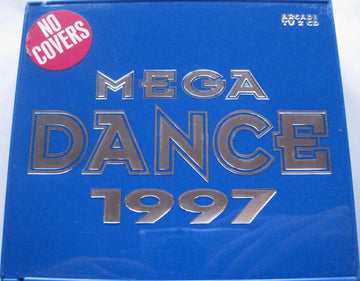 NO
COVERS
ARCADE
TV 2 CD
MEGA
DANCE
1997